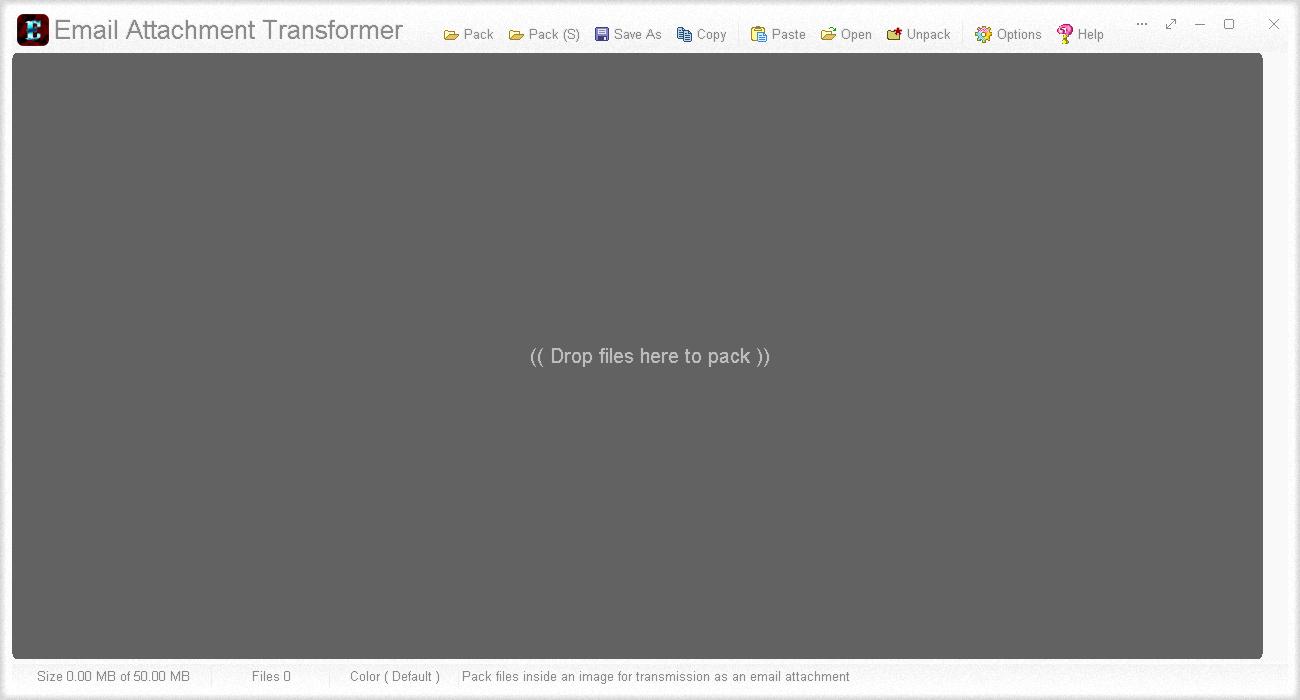 Email Attachment Transformer
Pack Pack (S) Save As Copy Paste Open Unpack Options Help
(( Drop files here to pack ))
Size 0.00 MB of 50.00 MB Files 0 Color ( Default ) Pack files inside an image for transmission as an email attachment